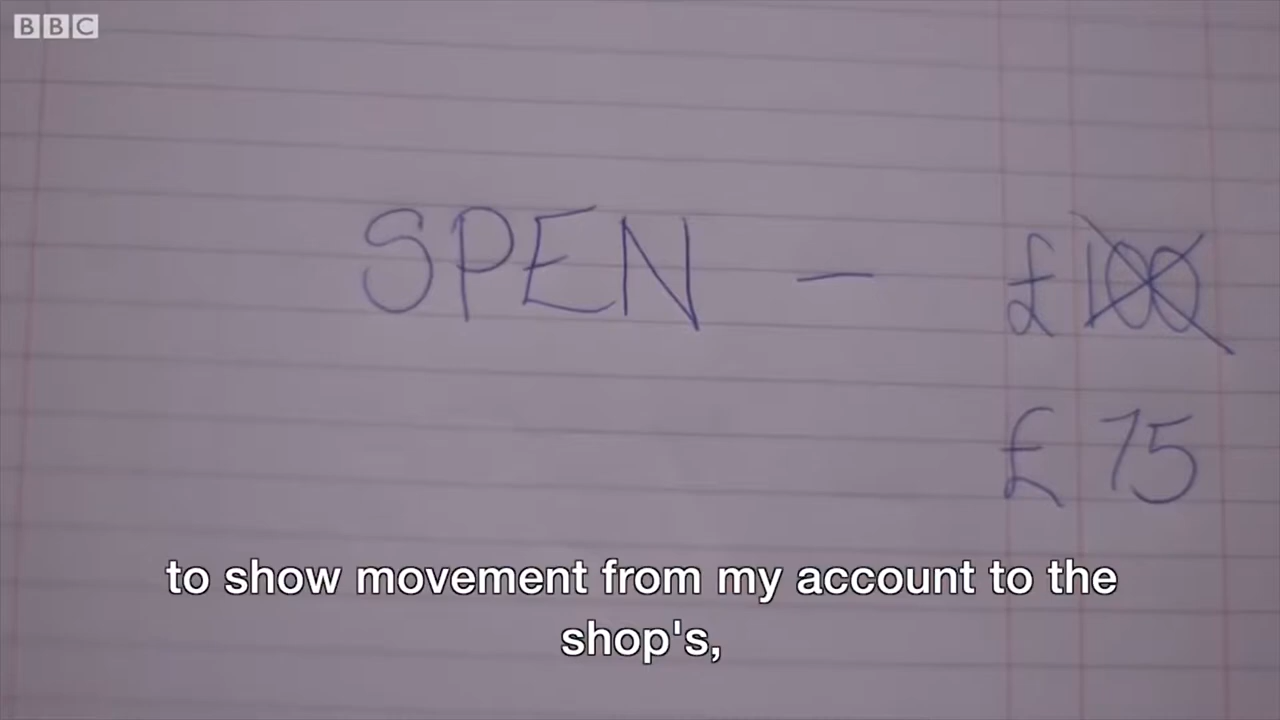 BBC
SPEN — £100
£75
to show movement from my account to the
shop's,